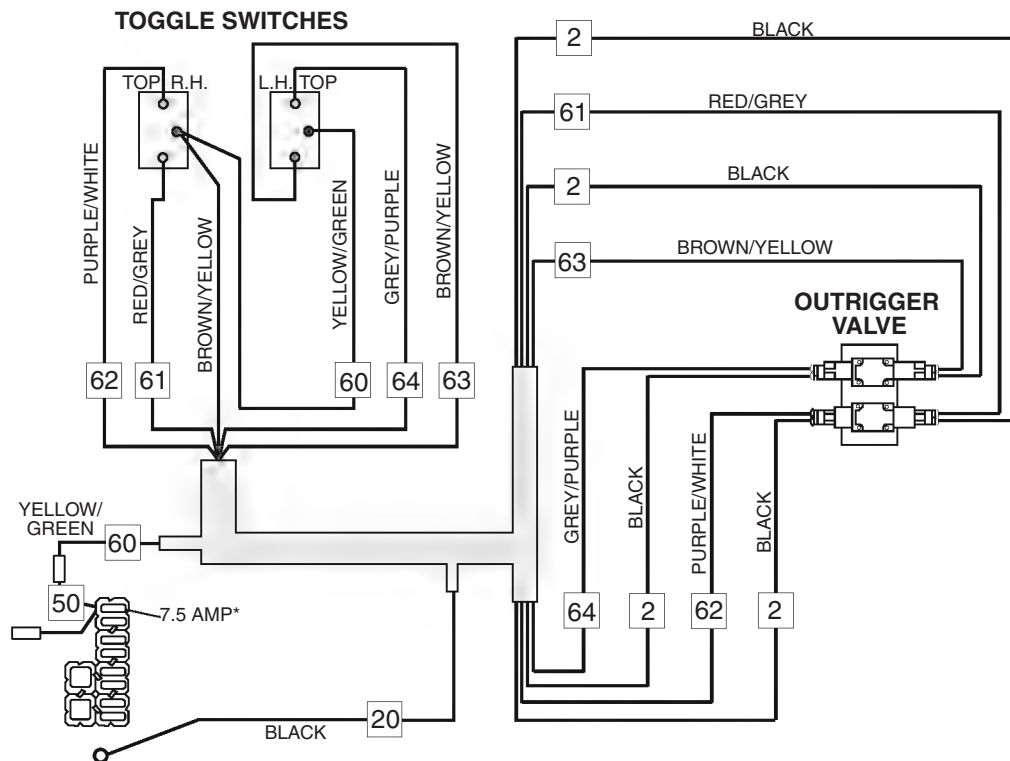 TOGGLE SWITCHES
TOP R.H.
L.H. TOP
PURPLE/WHITE
RED/GREY
BROWN/YELLOW
YELLOW/GREEN
GREY/PURPLE
BROWN/YELLOW
62
61
60
64
63
2
BLACK
61
RED/GREY
2
BLACK
63
BROWN/YELLOW
OUTRIGGER
VALVE
GREY/PURPLE
BLACK
PURPLE/WHITE
BLACK
64
2
62
2
YELLOW/
GREEN
60
50
7.5 AMP*
20
BLACK